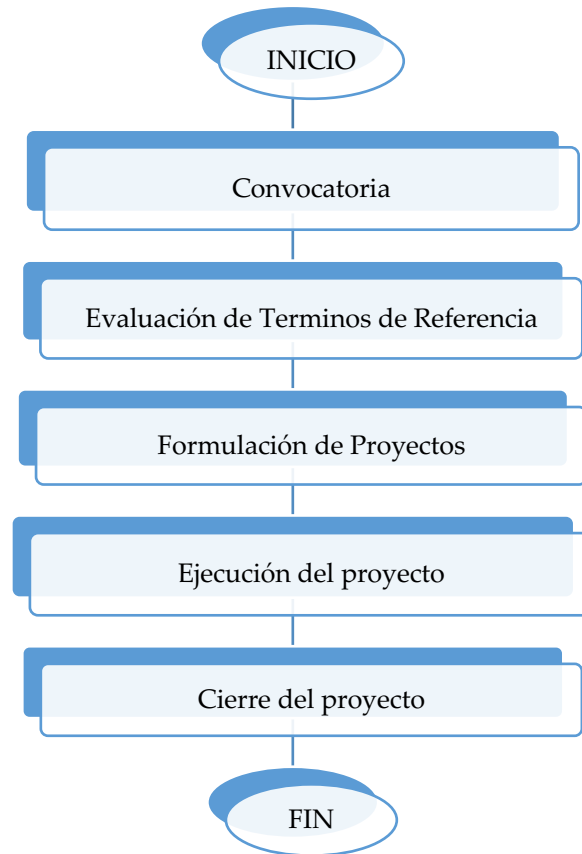 INICIO
Convocatoria
Evaluación de Terminos de Referencia
Formulación de Proyectos
Ejecución del proyecto
Cierre del proyecto
FIN